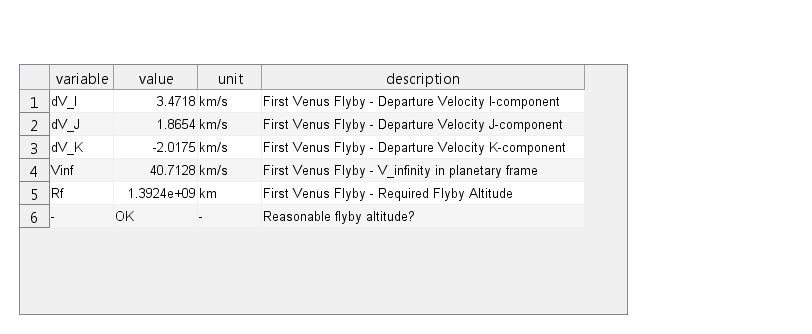 variable value unit description
1 dV_I 3.4718 km/s First Venus Flyby - Departure Velocity I-component
2 dV_J 1.8654 km/s First Venus Flyby - Departure Velocity J-component
3 dV_K -2.0175 km/s First Venus Flyby - Departure Velocity K-component
4 Vinf 40.7128 km/s First Venus Flyby - V_infinity in planetary frame
5 Rf 1.3924e+09 km First Venus Flyby - Required Flyby Altitude
6 - OK - Reasonable flyby altitude?